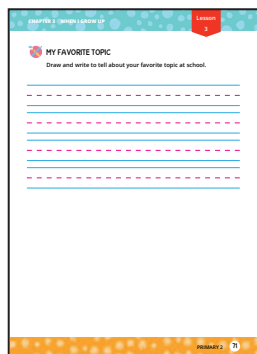 CHAPTER 2 WHEN I GROW UP
Lesson
3
MY FAVORITE TOPIC
Draw and write to tell about your favorite topic at school.
PRIMARY 2 71